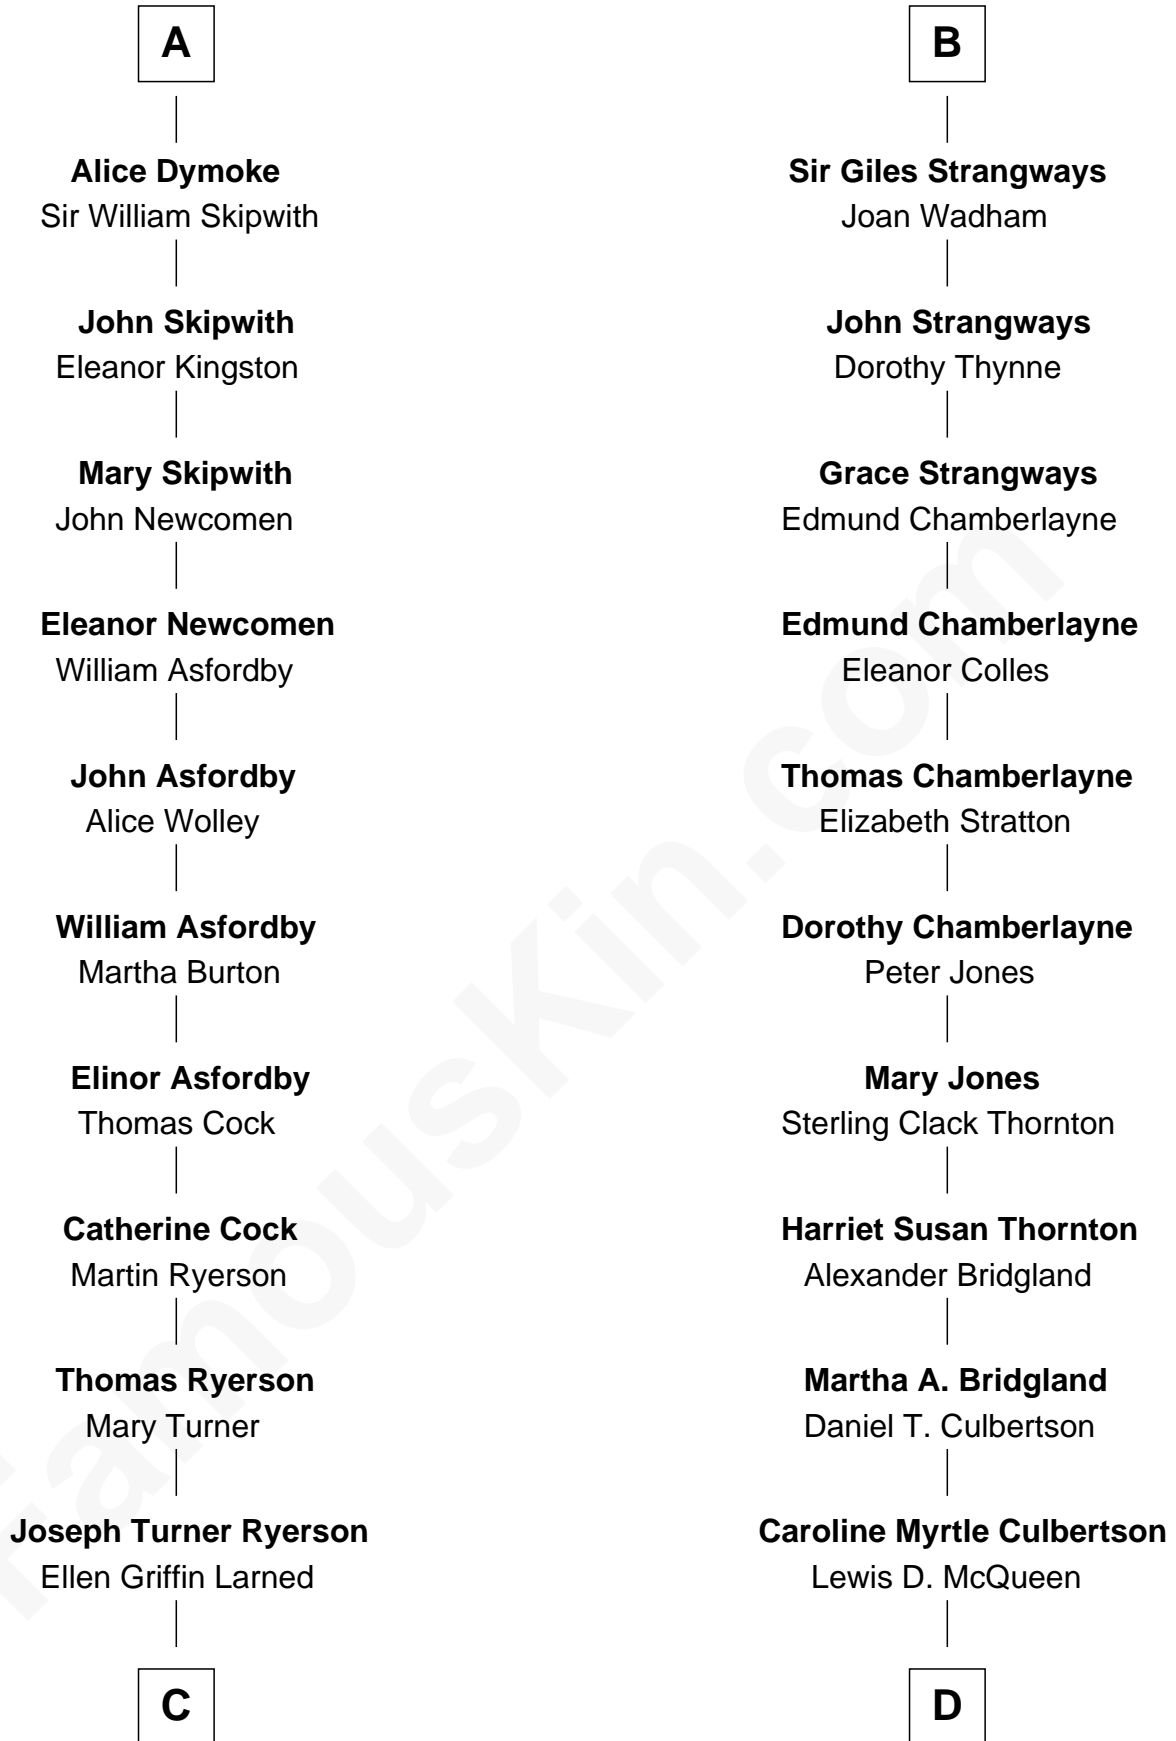 A
Alice Dymoke
Sir William Skipwith
John Skipwith
Eleanor Kingston
Mary Skipwith
John Newcomen
Eleanor Newcomen
William Asfordby
John Asfordby
Alice Wolley
William Asfordby
Martha Burton
Elinor Asfordby
Thomas Cock
Catherine Cock
Martin Ryerson
Thomas Ryerson
Mary Turner
Joseph Turner Ryerson
Ellen Griffin Larned
C
B
Sir Giles Strangways
Joan Wadham
John Strangways
Dorothy Thynne
Grace Strangways
Edmund Chamberlayne
Edmund Chamberlayne
Eleanor Colles
Thomas Chamberlayne
Elizabeth Stratton
Dorothy Chamberlayne
Peter Jones
Mary Jones
Sterling Clack Thornton
Harriet Susan Thornton
Alexander Bridgland
Martha A. Bridgland
Daniel T. Culbertson
Caroline Myrtle Culbertson
Lewis D. McQueen
D
FamousKin.com